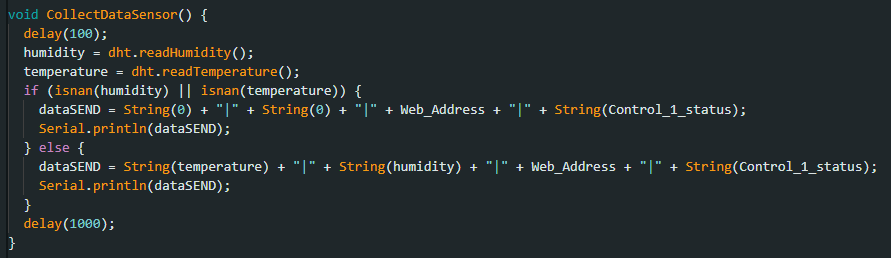 void CollectDataSensor() {
  delay(100);
  humidity = dht.readHumidity();
  temperature = dht.readTemperature();
  if (isnan(humidity) || isnan(temperature)) {
    dataSEND = String(0) + "|" + String(0) + "|" + Web_Address + "|" + String(Control_1_status);
    Serial.println(dataSEND);
  } else {
    dataSEND = String(temperature) + "|" + String(humidity) + "|" + Web_Address + "|" + String(Control_1_status);
    Serial.println(dataSEND);
  }
  delay(1000);
}